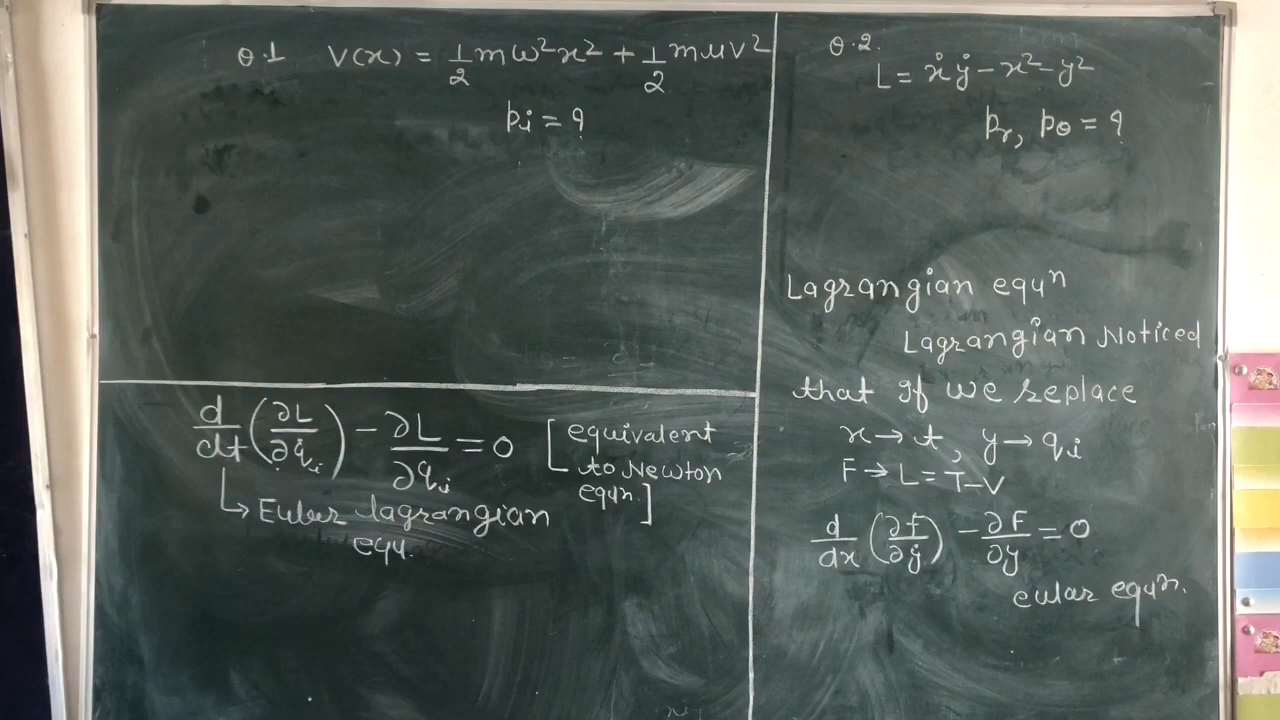 Q.1 V(x) = 1/2 mω²x² + 1/2 mμv²
pᵢ = ?
Q.2.
L = ẋẏ - x² - y²
pᵣ, pθ = ?
Lagrangian equⁿ
Lagrangian Noticed
that if we replace
x → t, y → qᵢ
F → L = T-V
d/dx (∂f/∂ẏ) - ∂F/∂y = 0
eular equⁿ.
d/dt (∂L/∂q̇ᵢ) - ∂L/∂qᵢ = 0 [equivalent
to Newton
equn.]
↳ Eular lagrangian
equ.